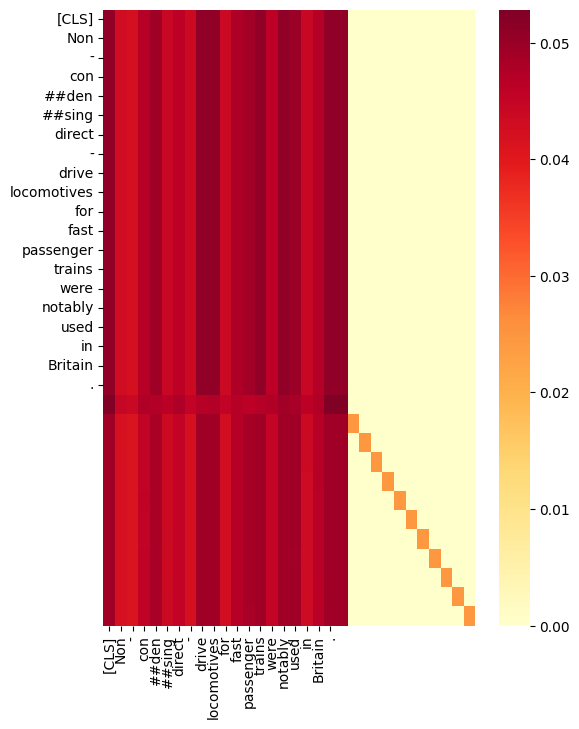 [CLS]
Non
-
con
##den
##sing
direct
-
drive
locomotives
for
fast
passenger
trains
were
notably
used
in
Britain
.
[CLS]
Non
-
con
##den
##sing
direct
-
drive
locomotives
for
fast
passenger
trains
were
notably
used
in
Britain
.
0.05
0.04
0.03
0.02
0.01
0.00